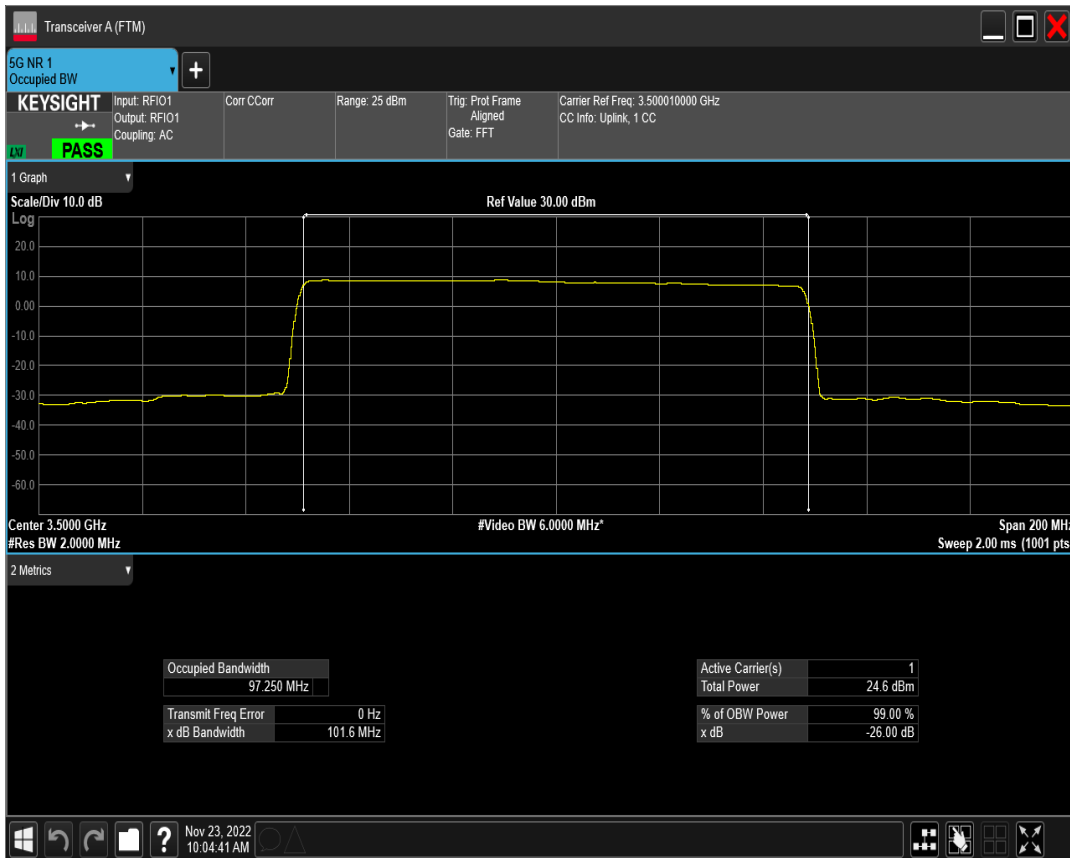 Transceiver A (FTM)
5G NR 1
Occupied BW
+
KEYSIGHT
LXI
PASS
Input: RFIO1
Output: RFIO1
Coupling: AC
Corr CCorr
Range: 25 dBm
Trig: Prot Frame
Aligned
Gate: FFT
Carrier Ref Freq: 3.500010000 GHz
CC Info: Uplink, 1 CC
1 Graph
Scale/Div 10.0 dB
Ref Value 30.00 dBm
Log
20.0
10.0
0.00
-10.0
-20.0
-30.0
-40.0
-50.0
-60.0
Center 3.5000 GHz
#Video BW 6.0000 MHz*
Span 200 MHz
#Res BW 2.0000 MHz
Sweep 2.00 ms (1001 pts
2 Metrics
Occupied Bandwidth
97.250 MHz
Transmit Freq Error 0 Hz
x dB Bandwidth 101.6 MHz
Active Carrier(s) 1
Total Power 24.6 dBm
% of OBW Power 99.00 %
x dB -26.00 dB
?
Nov 23, 2022
10:04:41 AM